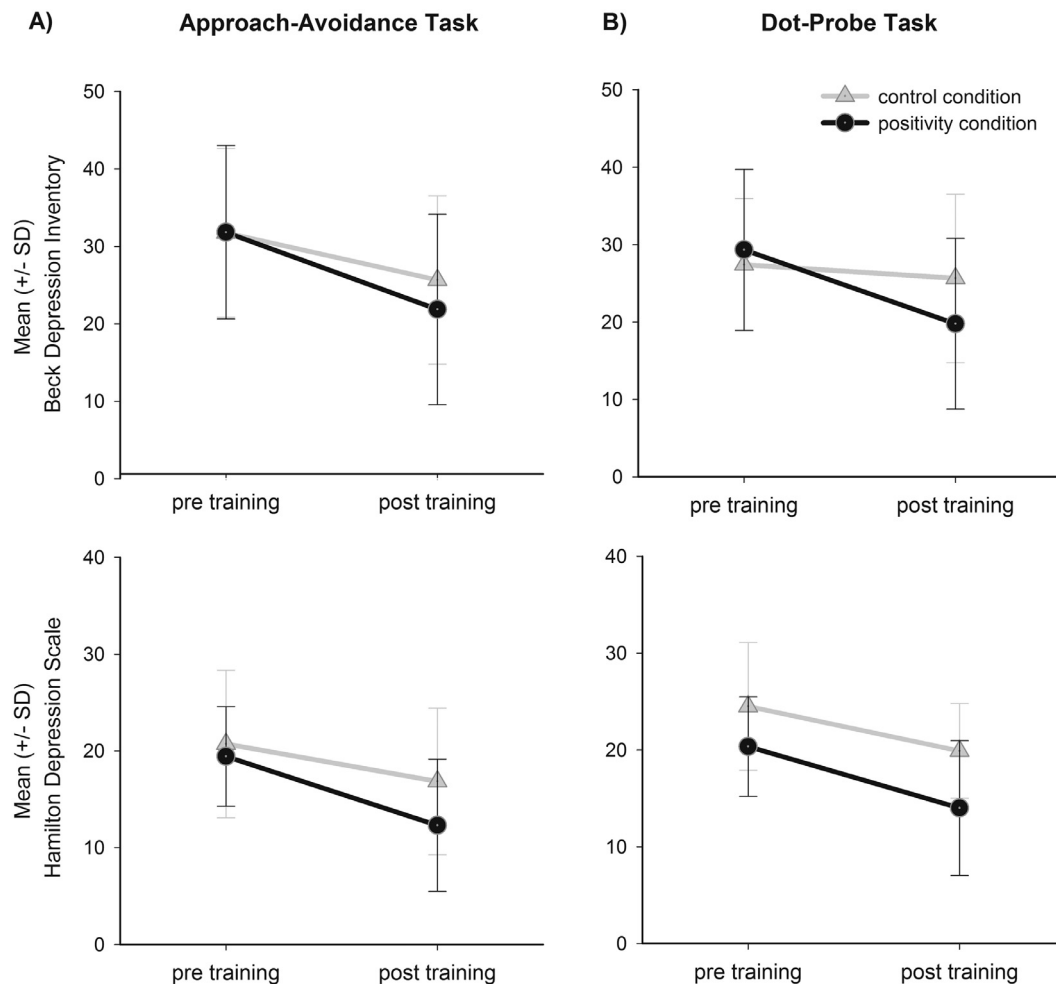 A) Approach-Avoidance Task
B) Dot-Probe Task
Mean (+/- SD)
Beck Depression Inventory
50
40
30
20
10
0
pre training post training
50
40
30
20
10
0
control condition
positivity condition
pre training post training
Mean (+/- SD)
Hamilton Depression Scale
40
30
20
10
0
pre training post training
40
30
20
10
0
pre training post training